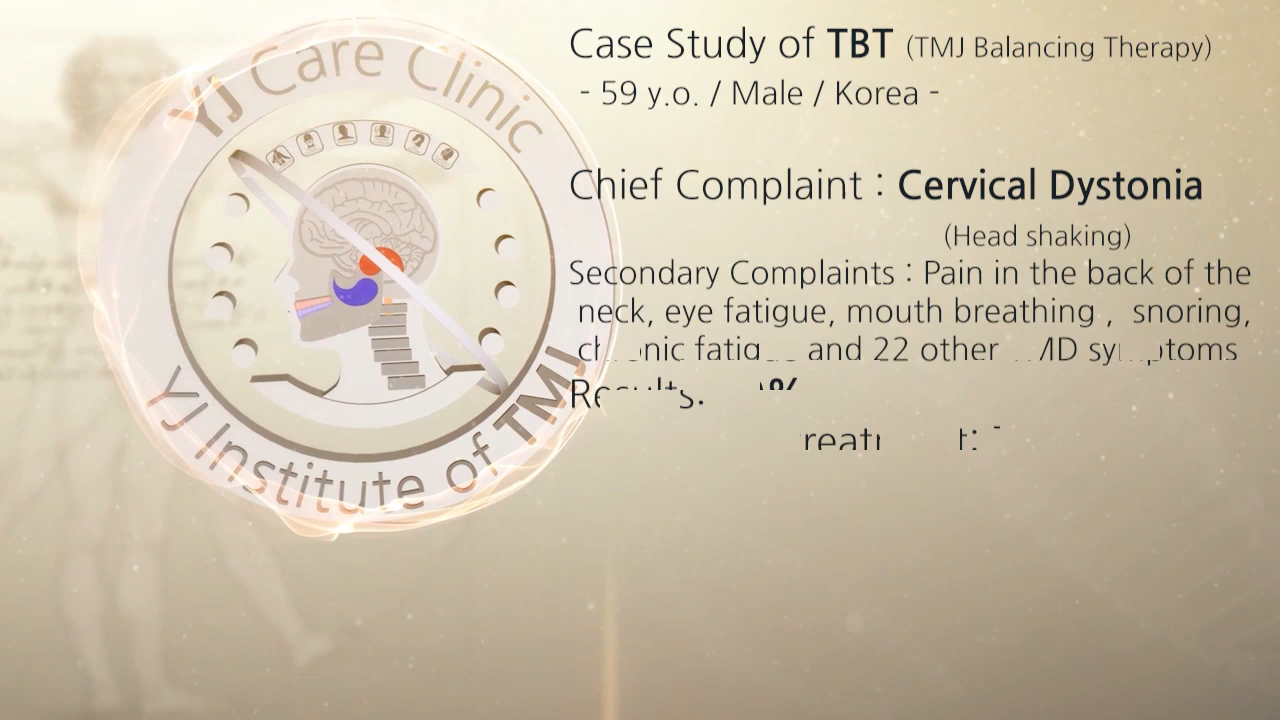 YJ Care Clinic
YJ Institute of TMJ
Case Study of TBT (TMJ Balancing Therapy)
- 59 y.o. / Male / Korea -
Chief Complaint : Cervical Dystonia
(Head shaking)
Secondary Complaints : Pain in the back of the
neck, eye fatigue, mouth breathing , snoring,
and 22 other